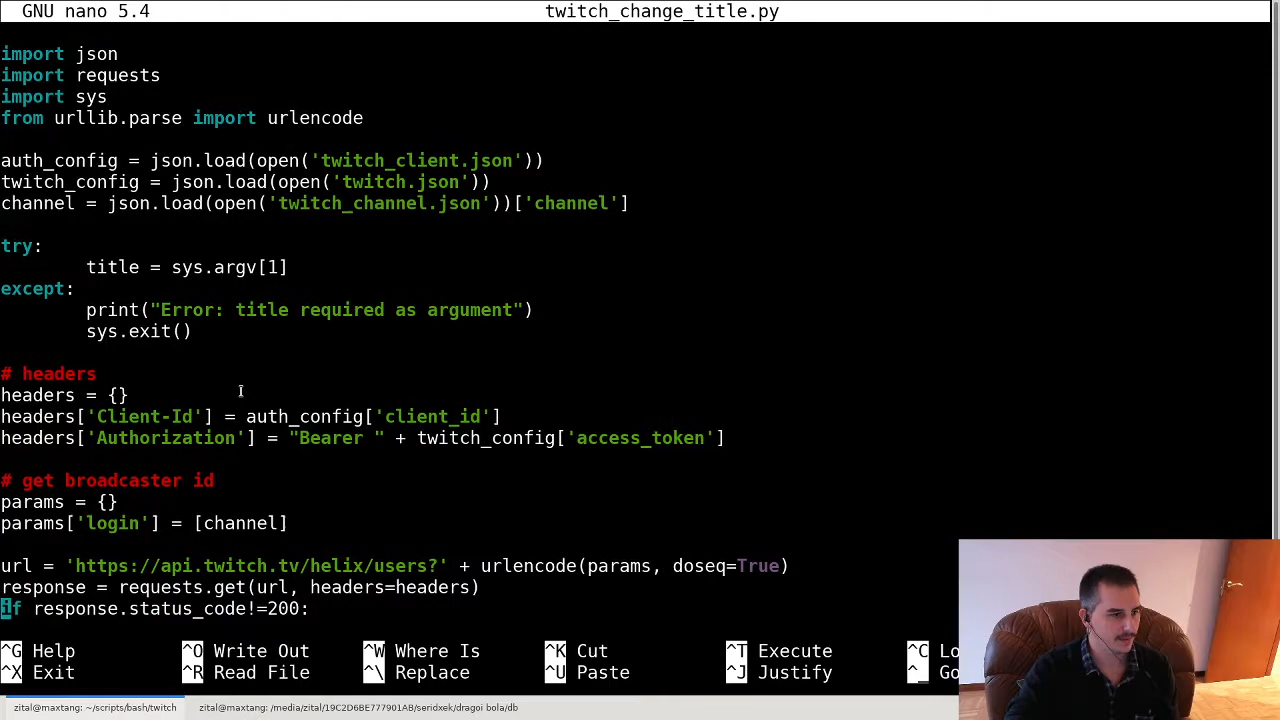 GNU nano 5.4 twitch_change_title.py
import json
import requests
import sys
from urllib.parse import urlencode
auth_config = json.load(open('twitch_client.json'))
twitch_config = json.load(open('twitch.json'))
channel = json.load(open('twitch_channel.json'))['channel']
try:
title = sys.argv[1]
except:
print("Error: title required as argument")
sys.exit()
# headers
headers = {}
headers['Client-Id'] = auth_config['client_id']
headers['Authorization'] = "Bearer " + twitch_config['access_token']
# get broadcaster id
params = {}
params['login'] = [channel]
url = 'https://api.twitch.tv/helix/users?' + urlencode(params, doseq=True)
response = requests.get(url, headers=headers)
if response.status_code!=200:
^G Help ^O Write Out ^W Where Is ^K Cut ^T Execute ^C Lo
^X Exit ^R Read File ^\ Replace ^U Paste ^J Justify ^_ Go
zital@maxtang: ~/scripts/bash/twitch zital@maxtang: /media/zital/19C2D6BE777901AB/seridxek/dragoi bola/db